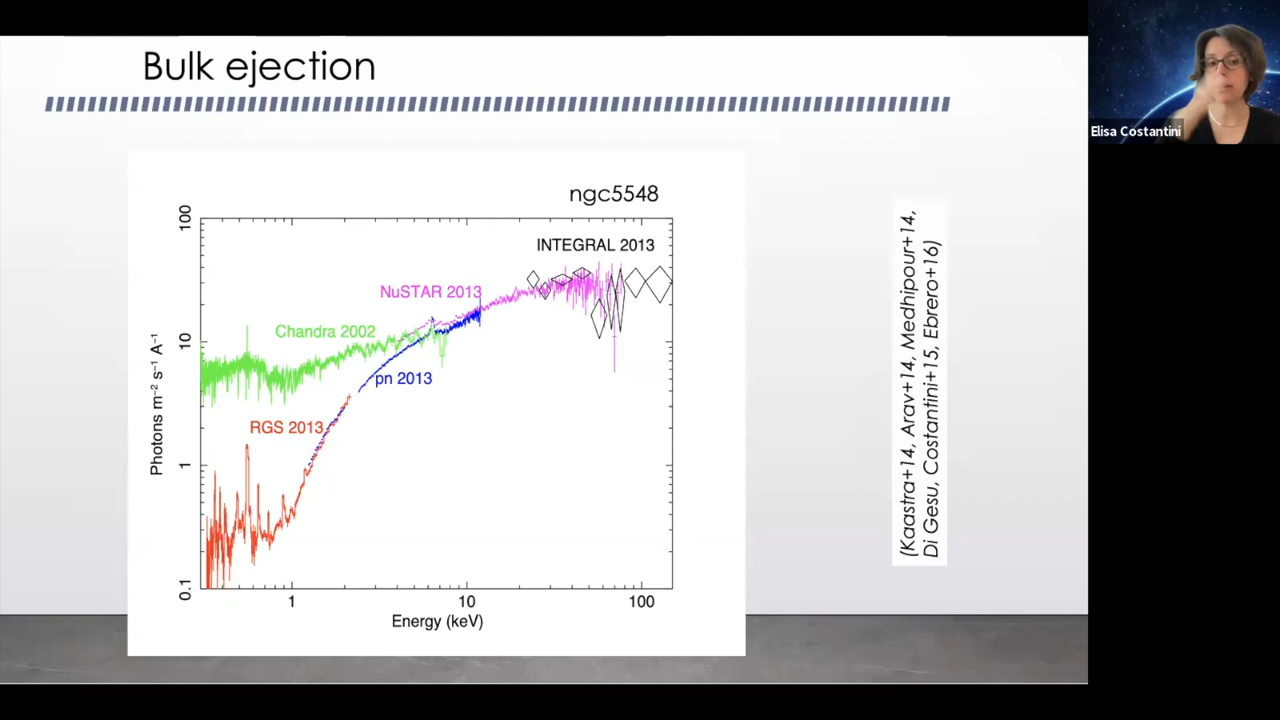 Bulk ejection
Elisa Costantini
ngc5548
100
10
1
0.1
Photons m⁻² s⁻¹ A⁻¹
INTEGRAL 2013
NuSTAR 2013
Chandra 2002
pn 2013
RGS 2013
1
10
100
Energy (keV)
(Kaastra+14, Arav+14, Medhipour+14,
Di Gesu, Costantini+15, Ebrero+16)